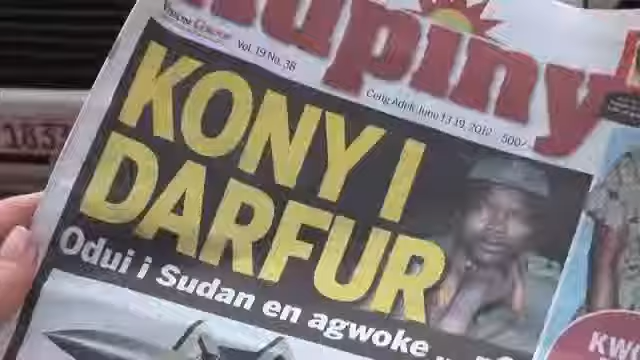 VISION GROUP
Rupiny
Vol. 19 No. 38
Ceng Adek, June 13-19, 2012 500/-
KONY I
DARFUR
Odui i Sudan en agwoke
KW